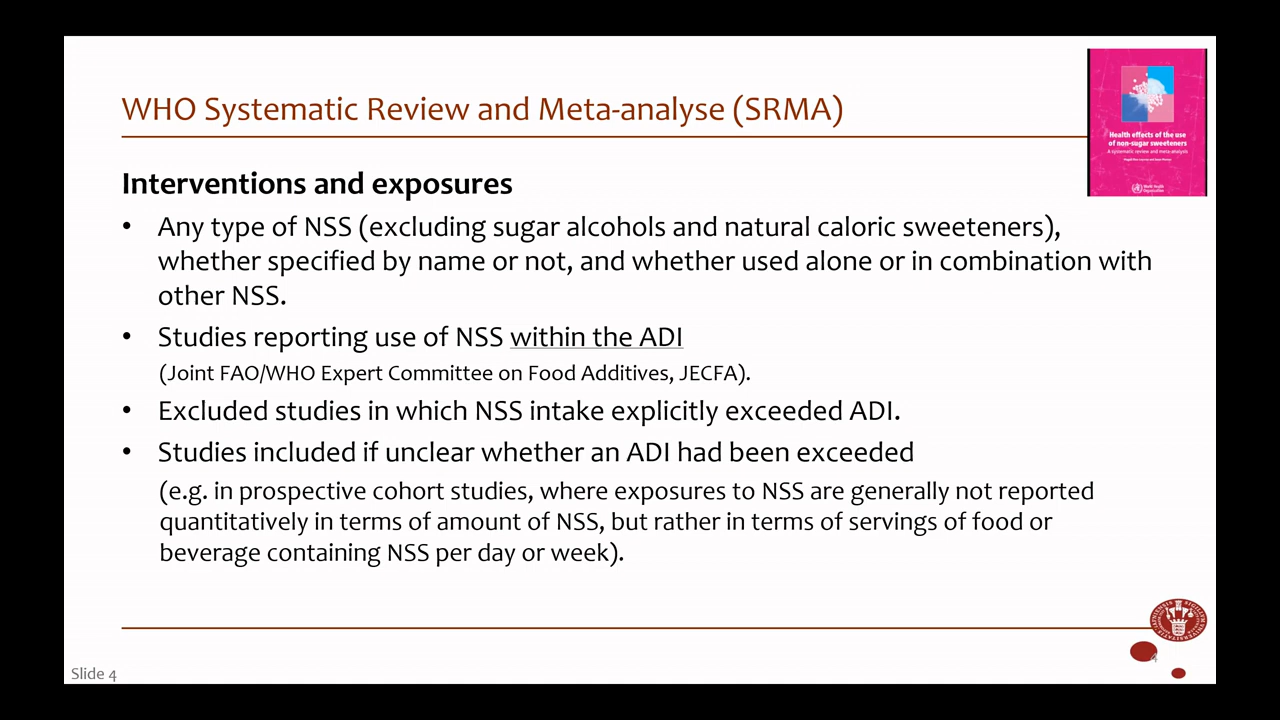 WHO Systematic Review and Meta-analyse (SRMA)
Health effects of the use
of non-sugar sweeteners
A systematic review and meta-analysis
World Health
Organization
Interventions and exposures
• Any type of NSS (excluding sugar alcohols and natural caloric sweeteners),
whether specified by name or not, and whether used alone or in combination with
other NSS.
• Studies reporting use of NSS within the ADI
(Joint FAO/WHO Expert Committee on Food Additives, JECFA).
• Excluded studies in which NSS intake explicitly exceeded ADI.
• Studies included if unclear whether an ADI had been exceeded
(e.g. in prospective cohort studies, where exposures to NSS are generally not reported
quantitatively in terms of amount of NSS, but rather in terms of servings of food or
beverage containing NSS per day or week).
4
Slide 4